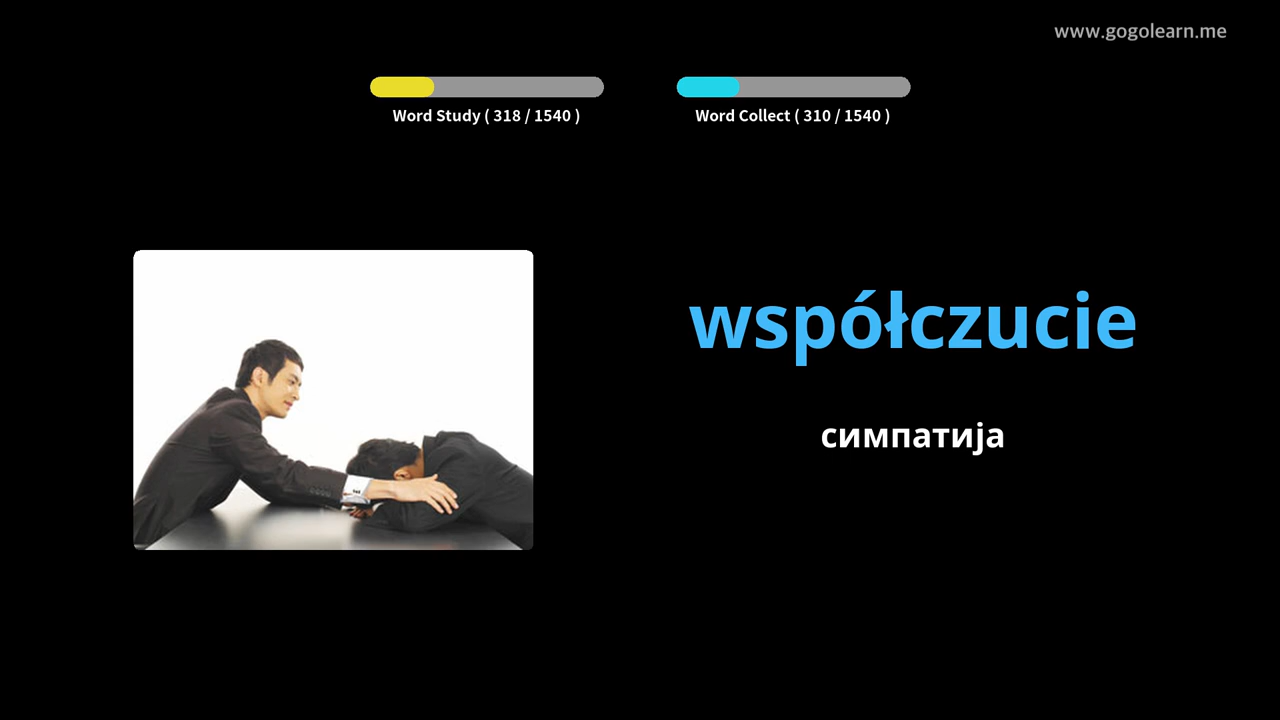 www.gogolearn.me
Word Study ( 318 / 1540 )
Word Collect ( 310 / 1540 )
współczucie
симпатија